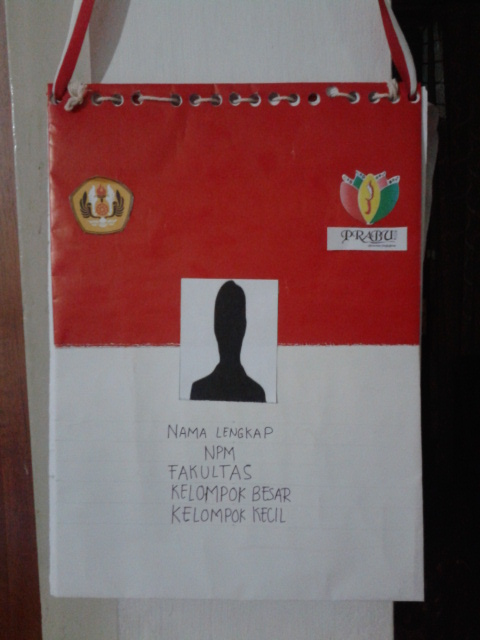 PRABU
NAMA LENGKAP
NPM
FAKULTAS
KELOMPOK BESAR
KELOMPOK KECIL